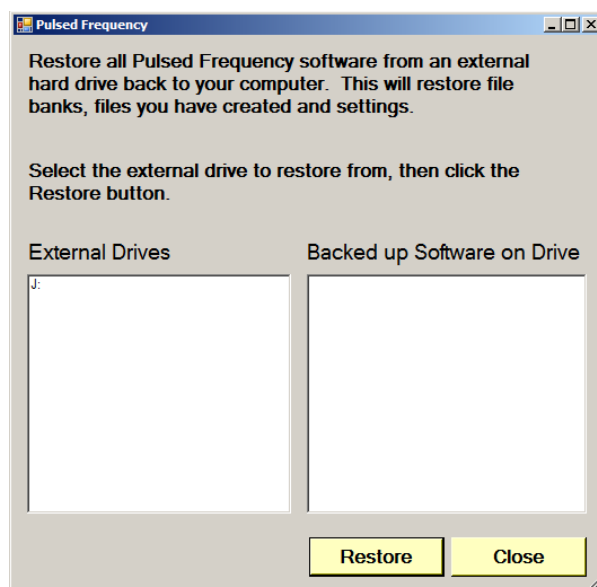 Pulsed Frequency
Restore all Pulsed Frequency software from an external
hard drive back to your computer.  This will restore file
banks, files you have created and settings.
Select the external drive to restore from, then click the
Restore button.
External Drives
Backed up Software on Drive
J:
Restore
Close